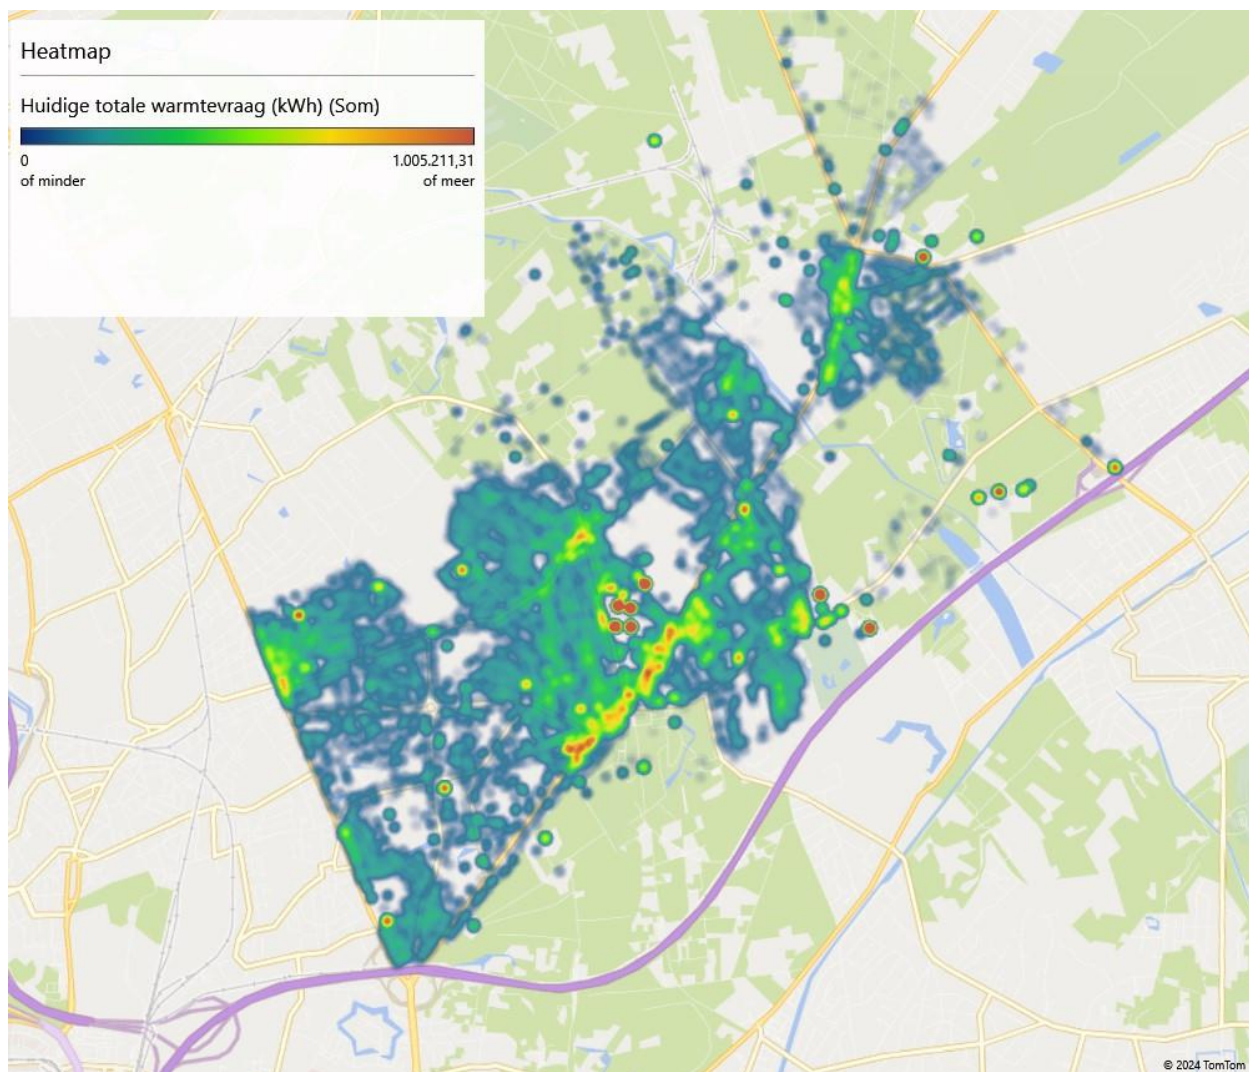 Heatmap
Huidige totale warmtevraag (kWh) (Som)
0
1.005.211,31
of minder
of meer
© 2024 TomTom